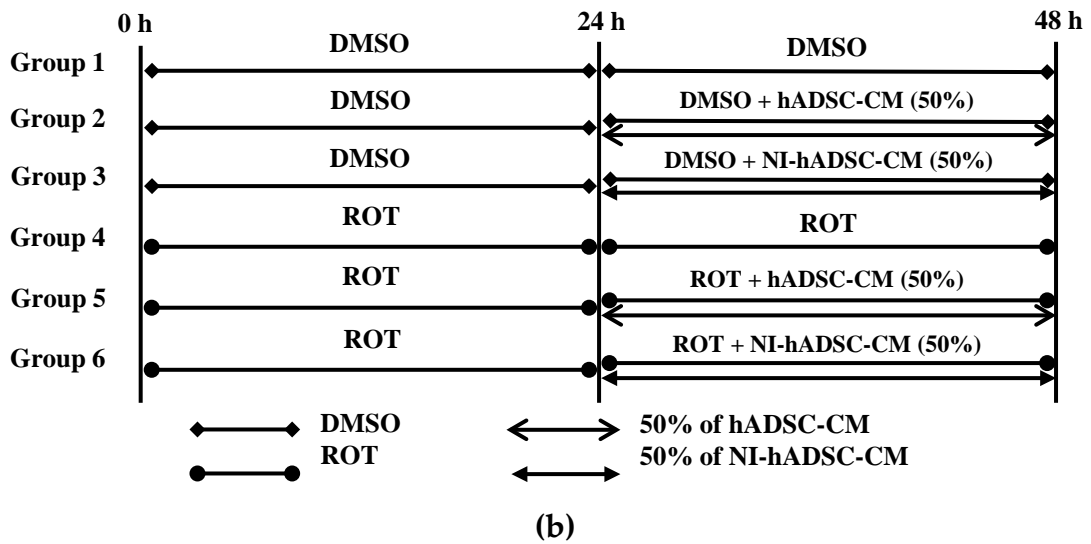 0 h 24 h 48 h
Group 1 DMSO DMSO
Group 2 DMSO DMSO + hADSC-CM (50%)
Group 3 DMSO DMSO + NI-hADSC-CM (50%)
Group 4 ROT ROT
Group 5 ROT ROT + hADSC-CM (50%)
Group 6 ROT ROT + NI-hADSC-CM (50%)
DMSO 50% of hADSC-CM
ROT 50% of NI-hADSC-CM
(b)